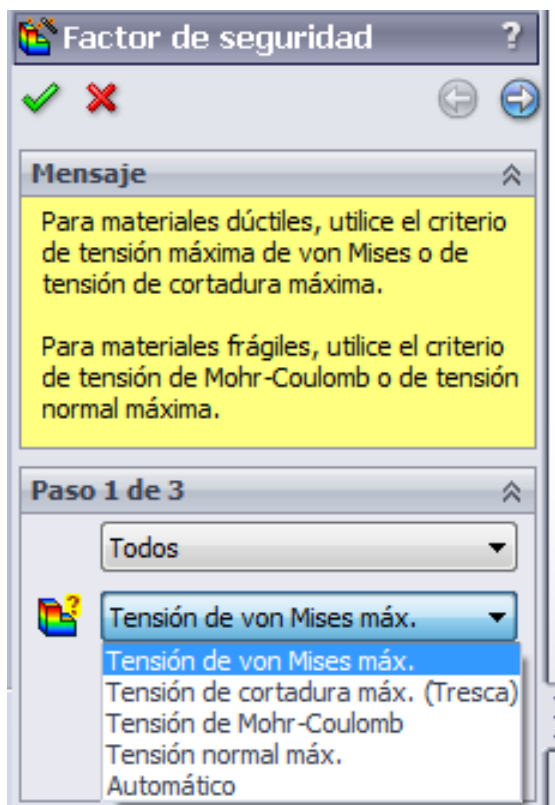 Factor de seguridad ?
Mensaje
Para materiales dúctiles, utilice el criterio
de tensión máxima de von Mises o de
tensión de cortadura máxima.
Para materiales frágiles, utilice el criterio
de tensión de Mohr-Coulomb o de tensión
normal máxima.
Paso 1 de 3
Todos
Tensión de von Mises máx.
Tensión de von Mises máx.
Tensión de cortadura máx. (Tresca)
Tensión de Mohr-Coulomb
Tensión normal máx.
Automático